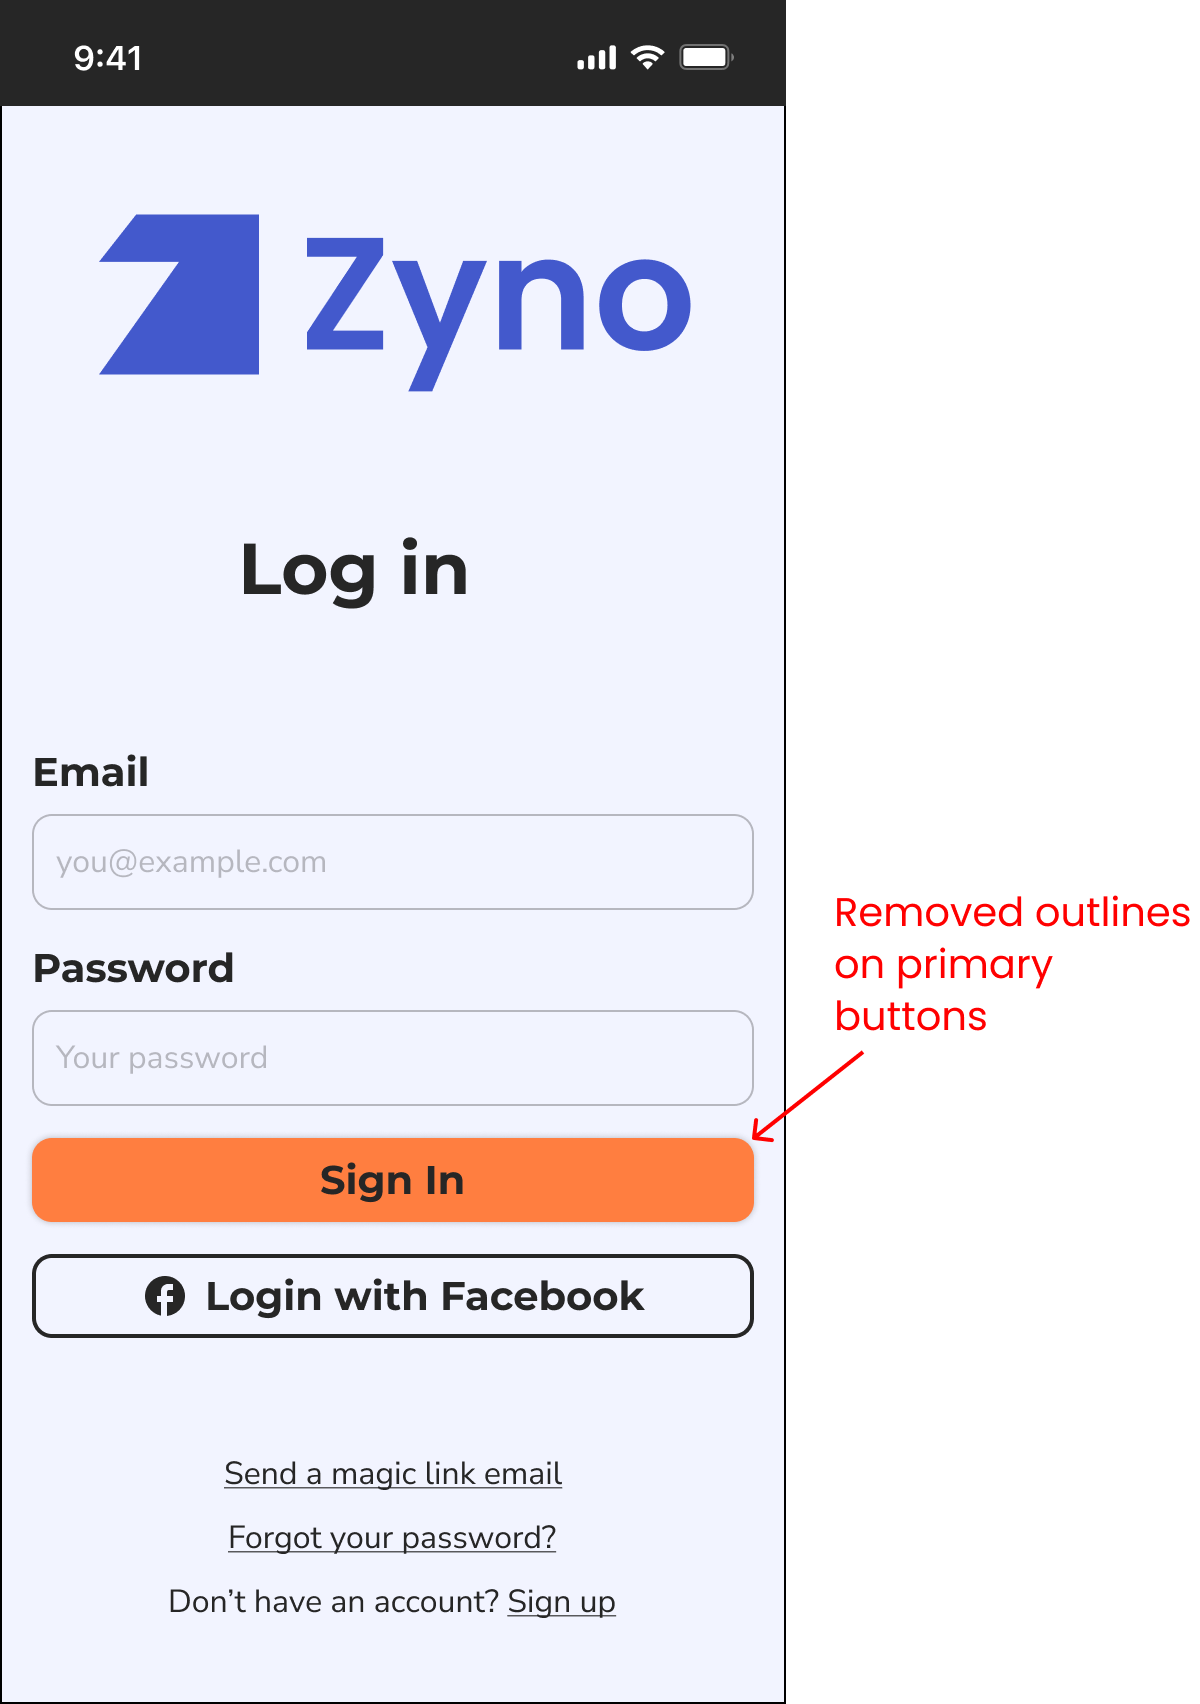 9:41
Zyno
Log in
Email
you@example.com
Removed outlines
on primary
buttons
Password
Your password
Sign In
Login with Facebook
Send a magic link email
Forgot your password?
Don’t have an account? Sign up